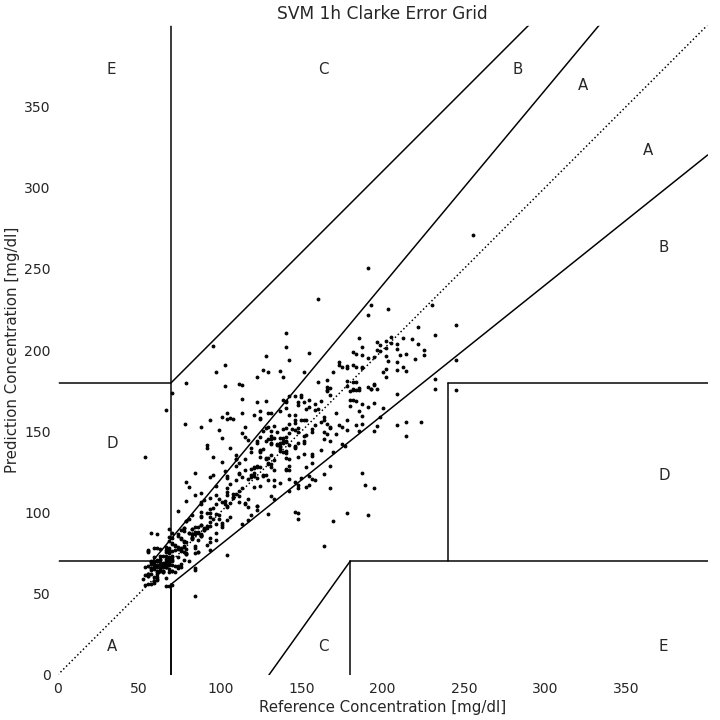 SVM 1h Clarke Error Grid
E
C
B
A
350
A
300
B
250
Prediction Concentration [mg/dl]
200
150
D
D
100
50
A
C
E
0
0 50 100 150 200 250 300 350
Reference Concentration [mg/dl]